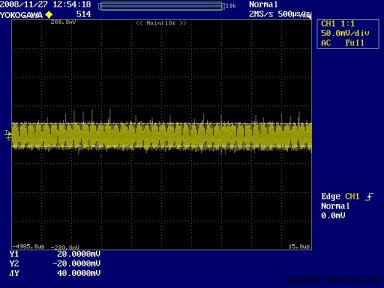 2008/11/27 12:54:18
YOKOGAWA 514
10k
Normal
2MS/s 500µs/div
200.0mV
<< Main:10k >>
CH1 1:1
50.0mV/div
AC Full
Edge CH1
Normal
0.0mV
-4985.0us
-200.0mV
15.0us
Y1 20.0000mV
Y2 -20.0000mV
ΔY 40.0000mV